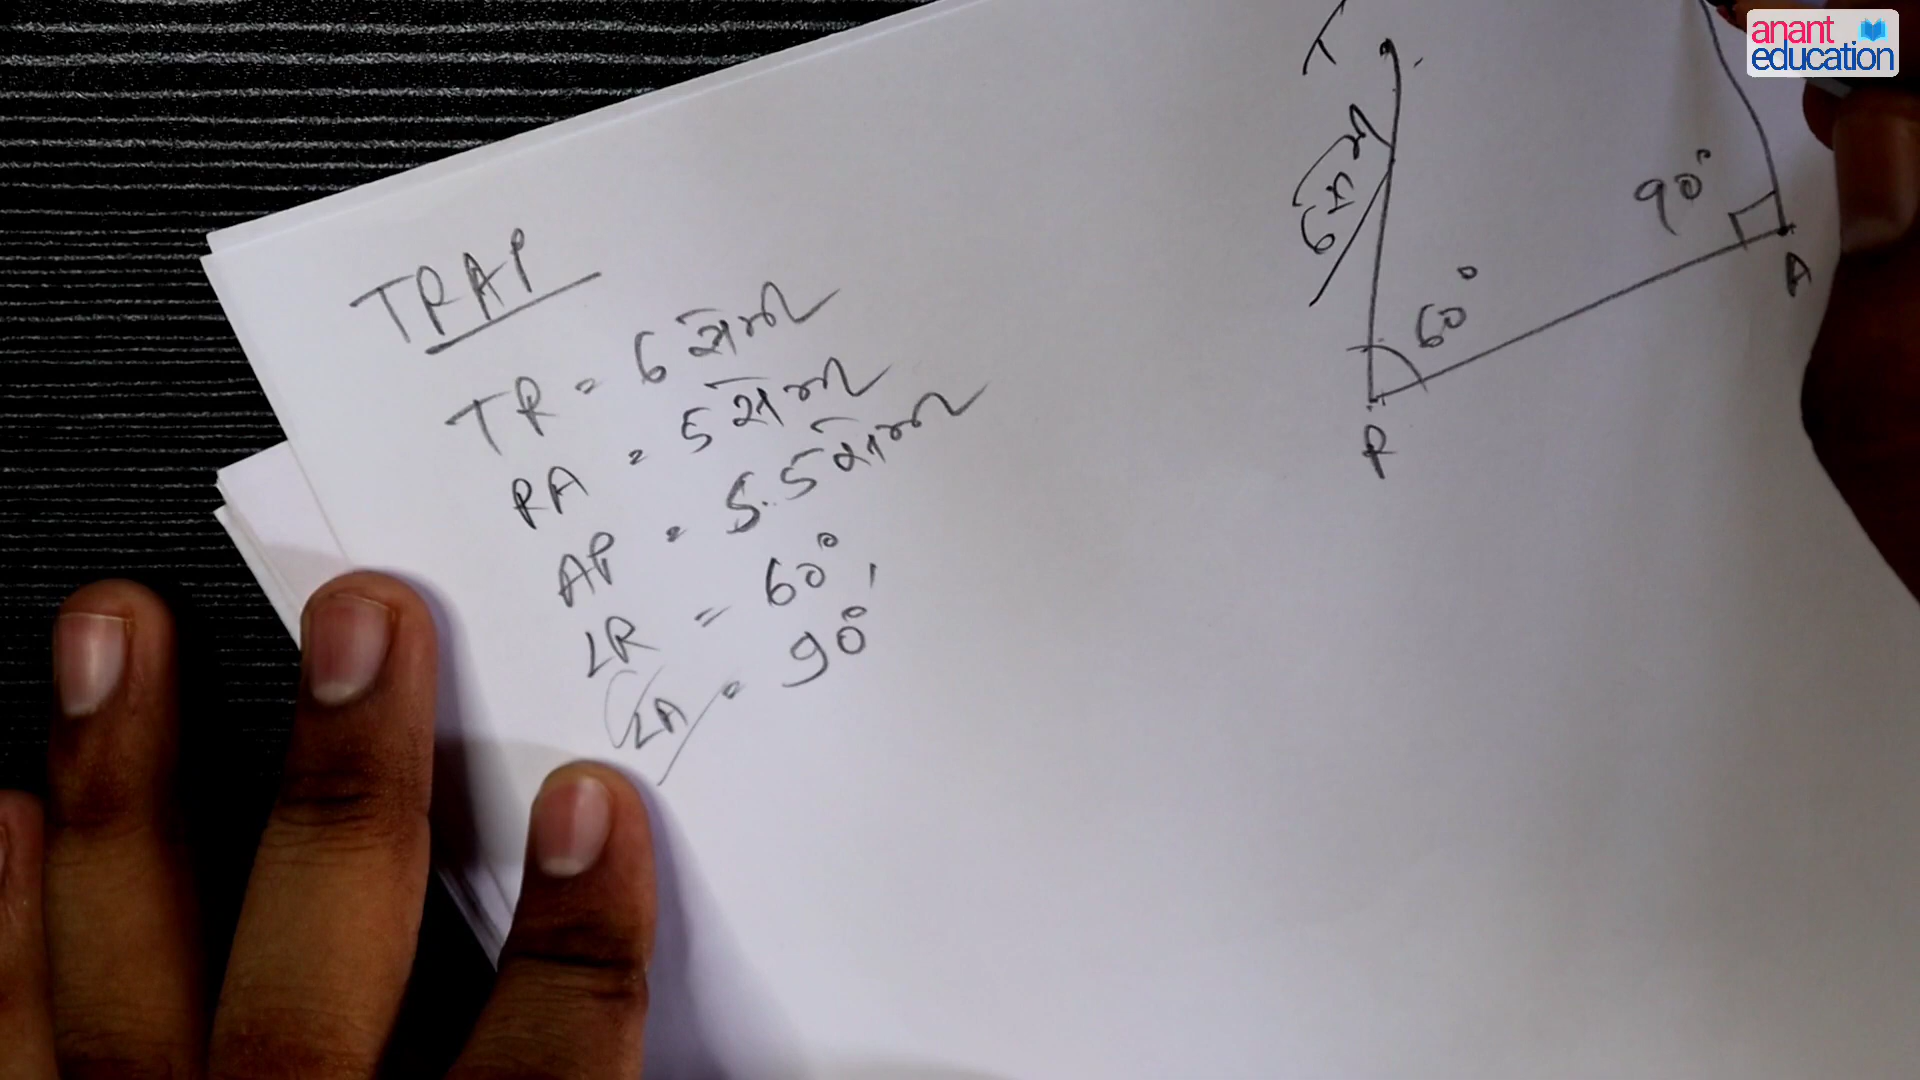 TRAP
TR = 6 सेमी
RA = 5 सेमी
AP = 5.5 सेमी
∠R = 60°,
∠A = 90°
T
6 सेमी
60°
90°
R
A
anant
education